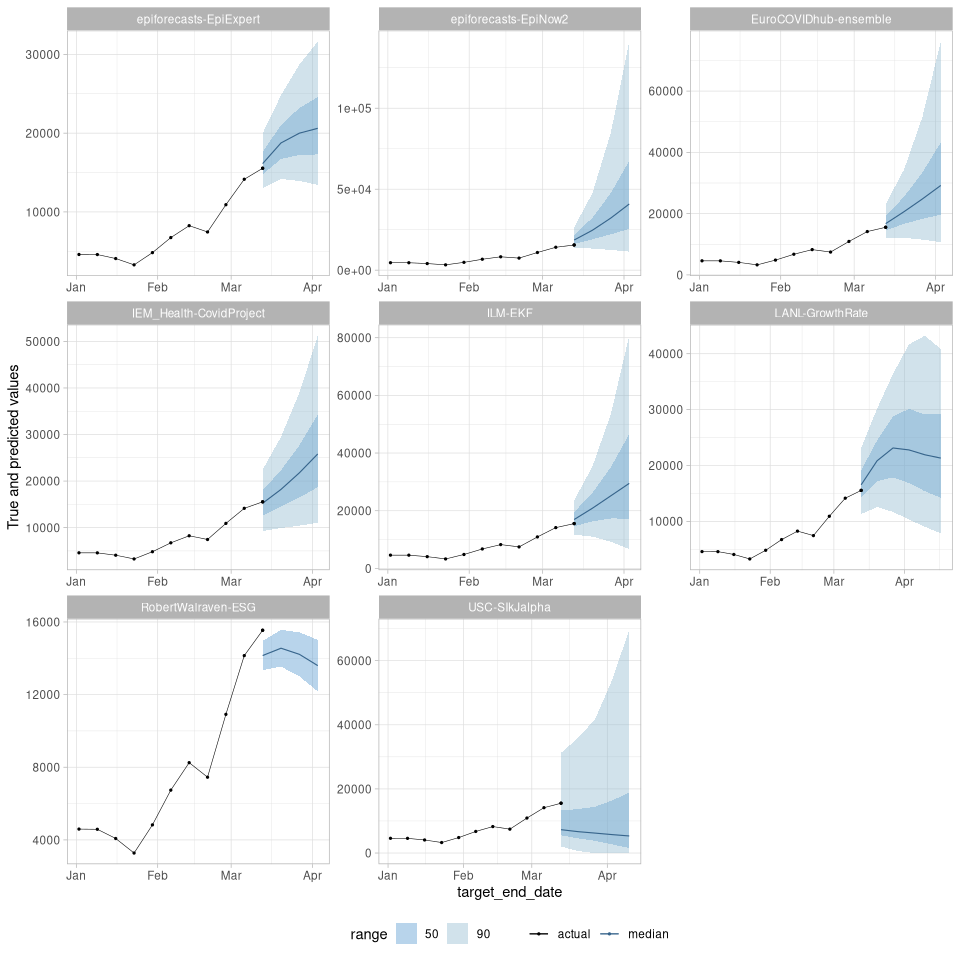 epiforecasts-EpiExpert
epiforecasts-EpiNow2
EuroCOVIDhub-ensemble
30000
20000
10000
Jan Feb Mar Apr
1e+05
5e+04
0e+00
Jan Feb Mar Apr
60000
40000
20000
0
Jan Feb Mar Apr
IEM_Health-CovidProject
ILM-EKF
LANL-GrowthRate
50000
40000
30000
20000
10000
Jan Feb Mar Apr
80000
60000
40000
20000
0
Jan Feb Mar Apr
40000
30000
20000
10000
Jan Feb Mar Apr
RobertWalraven-ESG
USC-SIkJalpha
16000
12000
8000
4000
Jan Feb Mar Apr
60000
40000
20000
0
Jan Feb Mar Apr
True and predicted values
target_end_date
range 50 90 actual median